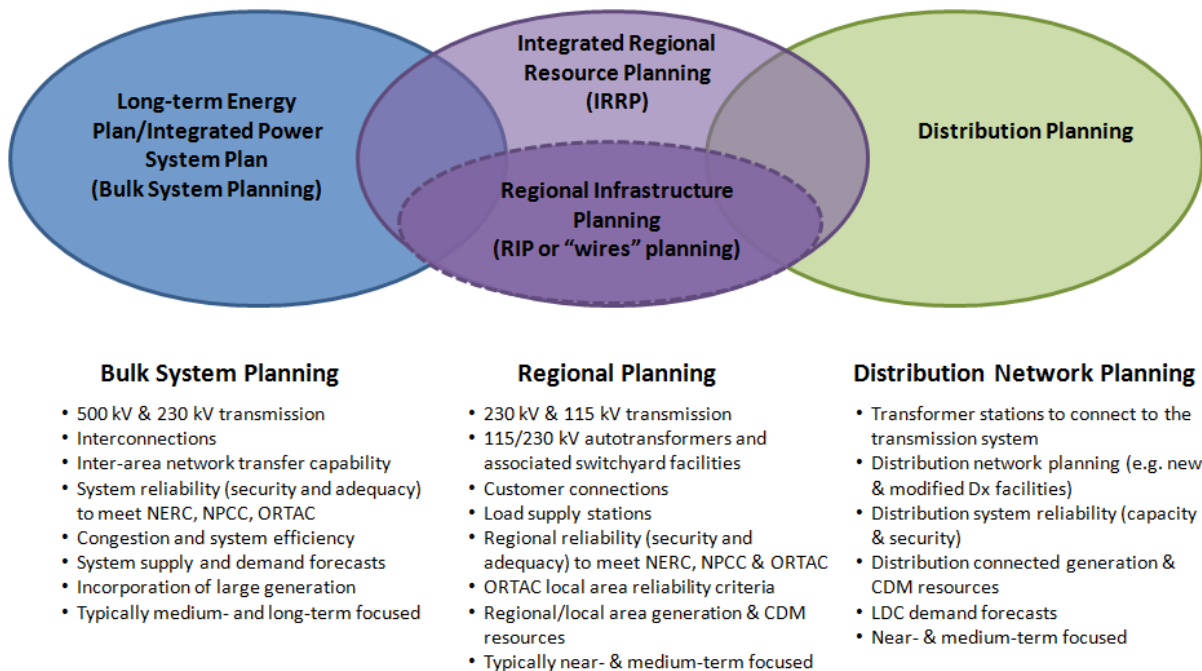 Long-term Energy
Plan/Integrated Power
System Plan
(Bulk System Planning)
Integrated Regional
Resource Planning
(IRRP)
Regional Infrastructure
Planning
(RIP or “wires” planning)
Distribution Planning
Bulk System Planning
• 500 kV & 230 kV transmission
• Interconnections
• Inter-area network transfer capability
• System reliability (security and adequacy)
to meet NERC, NPCC, ORTAC
• Congestion and system efficiency
• System supply and demand forecasts
• Incorporation of large generation
• Typically medium- and long-term focused
Regional Planning
• 230 kV & 115 kV transmission
• 115/230 kV autotransformers and
associated switchyard facilities
• Customer connections
• Load supply stations
• Regional reliability (security and
adequacy) to meet NERC, NPCC & ORTAC
• ORTAC local area reliability criteria
• Regional/local area generation & CDM
resources
• Typically near- & medium-term focused
Distribution Network Planning
• Transformer stations to connect to the
transmission system
• Distribution network planning (e.g. new
& modified Dx facilities)
• Distribution system reliability (capacity
& security)
• Distribution connected generation &
CDM resources
• LDC demand forecasts
• Near- & medium-term focused